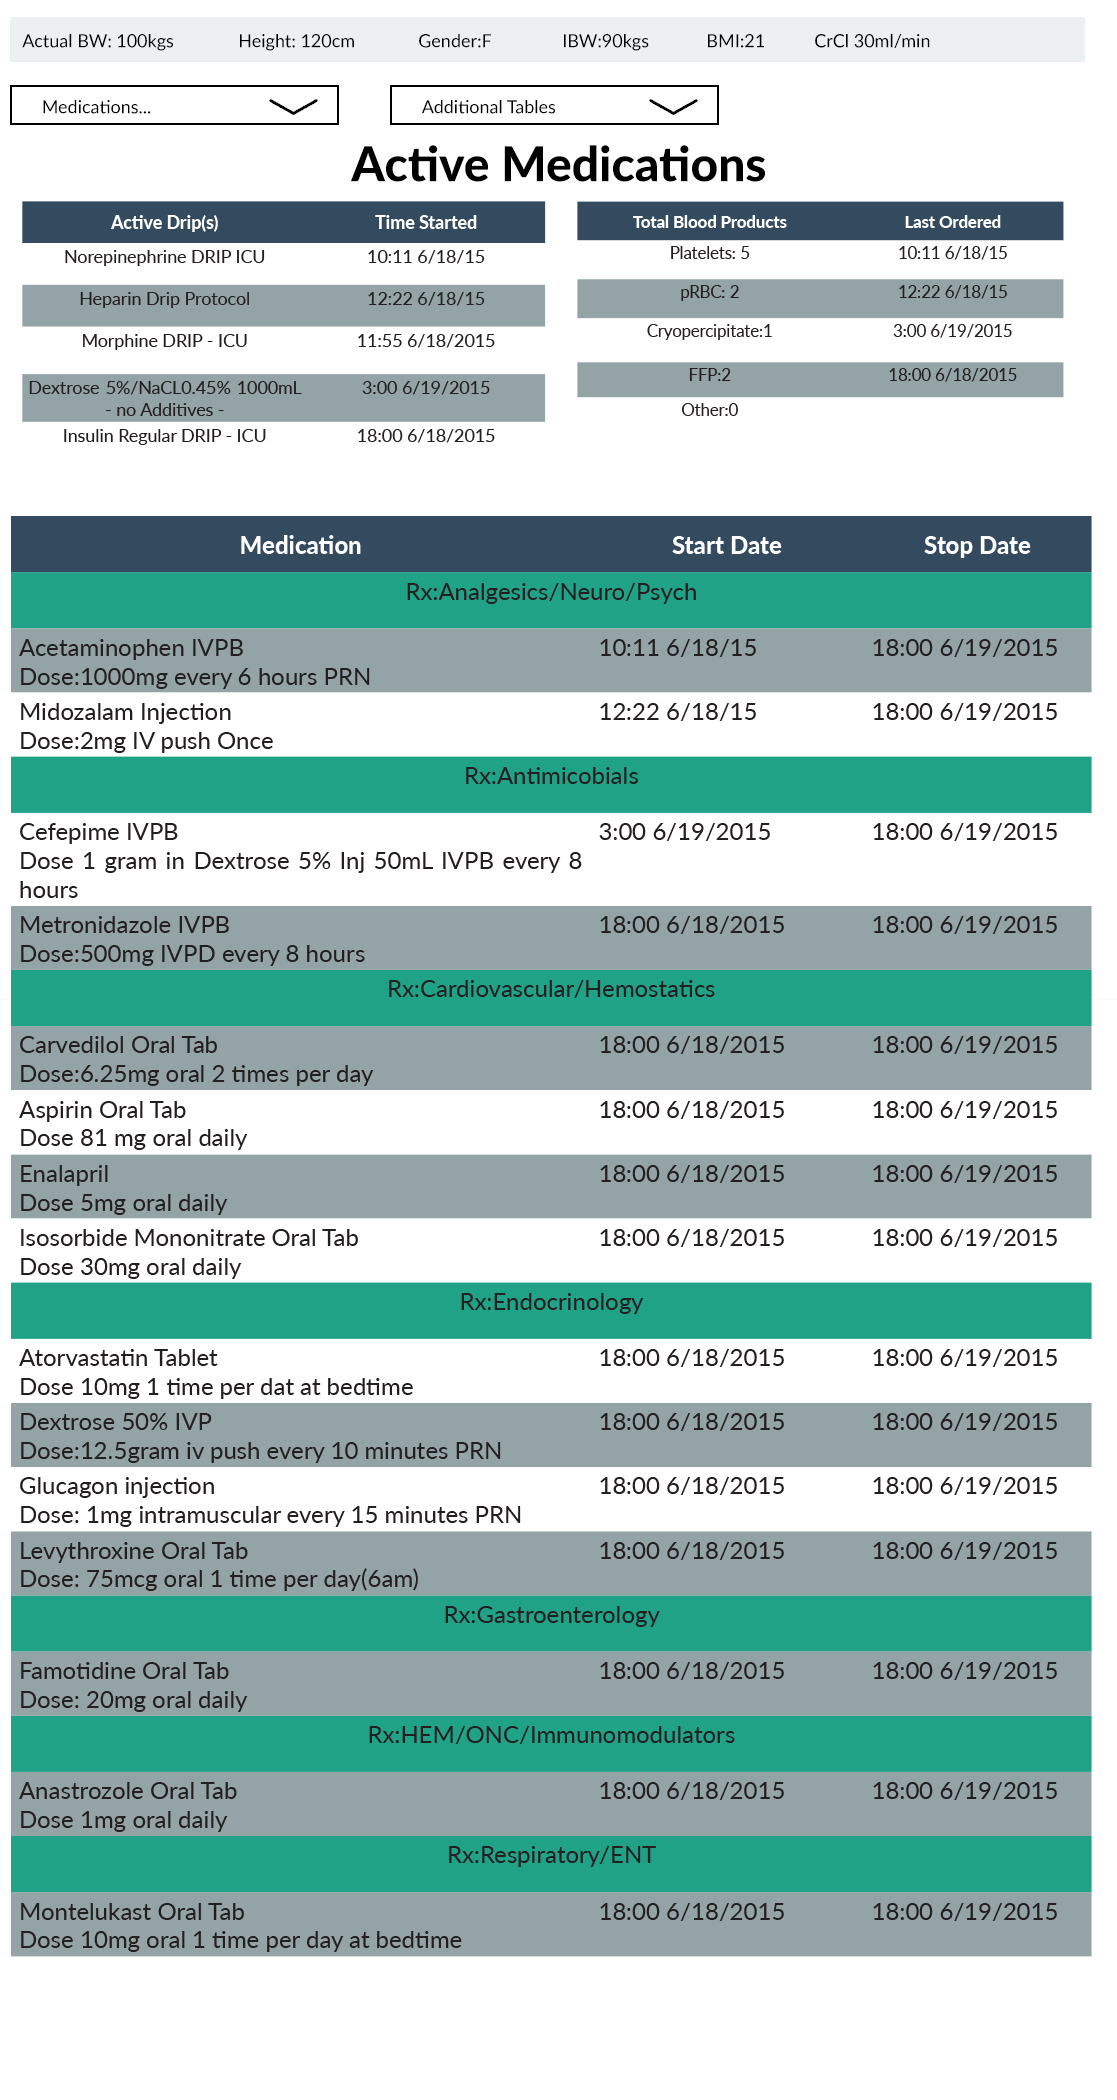 Actual BW: 100kgs Height: 120cm Gender:F IBW:90kgs BMI:21 CrCl 30ml/min
Medications... Additional Tables
Active Medications
Active Drip(s) Time Started
Norepinephrine DRIP ICU 10:11 6/18/15
Heparin Drip Protocol 12:22 6/18/15
Morphine DRIP - ICU 11:55 6/18/2015
Dextrose 5%/NaCL0.45% 1000mL 3:00 6/19/2015
- no Additives -
Insulin Regular DRIP - ICU 18:00 6/18/2015
Total Blood Products Last Ordered
Platelets: 5 10:11 6/18/15
pRBC: 2 12:22 6/18/15
Cryopercipitate:1 3:00 6/19/2015
FFP:2 18:00 6/18/2015
Other:0
Medication Start Date Stop Date
Rx:Analgesics/Neuro/Psych
Acetaminophen IVPB 10:11 6/18/15 18:00 6/19/2015
Dose:1000mg every 6 hours PRN
Midozalam Injection 12:22 6/18/15 18:00 6/19/2015
Dose:2mg IV push Once
Rx:Antimicobials
Cefepime IVPB 3:00 6/19/2015 18:00 6/19/2015
Dose 1 gram in Dextrose 5% Inj 50mL IVPB every 8
hours
Metronidazole IVPB 18:00 6/18/2015 18:00 6/19/2015
Dose:500mg IVPD every 8 hours
Rx:Cardiovascular/Hemostatics
Carvedilol Oral Tab 18:00 6/18/2015 18:00 6/19/2015
Dose:6.25mg oral 2 times per day
Aspirin Oral Tab 18:00 6/18/2015 18:00 6/19/2015
Dose 81 mg oral daily
Enalapril 18:00 6/18/2015 18:00 6/19/2015
Dose 5mg oral daily
Isosorbide Mononitrate Oral Tab 18:00 6/18/2015 18:00 6/19/2015
Dose 30mg oral daily
Rx:Endocrinology
Atorvastatin Tablet 18:00 6/18/2015 18:00 6/19/2015
Dose 10mg 1 time per dat at bedtime
Dextrose 50% IVP 18:00 6/18/2015 18:00 6/19/2015
Dose:12.5gram iv push every 10 minutes PRN
Glucagon injection 18:00 6/18/2015 18:00 6/19/2015
Dose: 1mg intramuscular every 15 minutes PRN
Levythroxine Oral Tab 18:00 6/18/2015 18:00 6/19/2015
Dose: 75mcg oral 1 time per day(6am)
Rx:Gastroenterology
Famotidine Oral Tab 18:00 6/18/2015 18:00 6/19/2015
Dose: 20mg oral daily
Rx:HEM/ONC/Immunomodulators
Anastrozole Oral Tab 18:00 6/18/2015 18:00 6/19/2015
Dose 1mg oral daily
Rx:Respiratory/ENT
Montelukast Oral Tab 18:00 6/18/2015 18:00 6/19/2015
Dose 10mg oral 1 time per day at bedtime